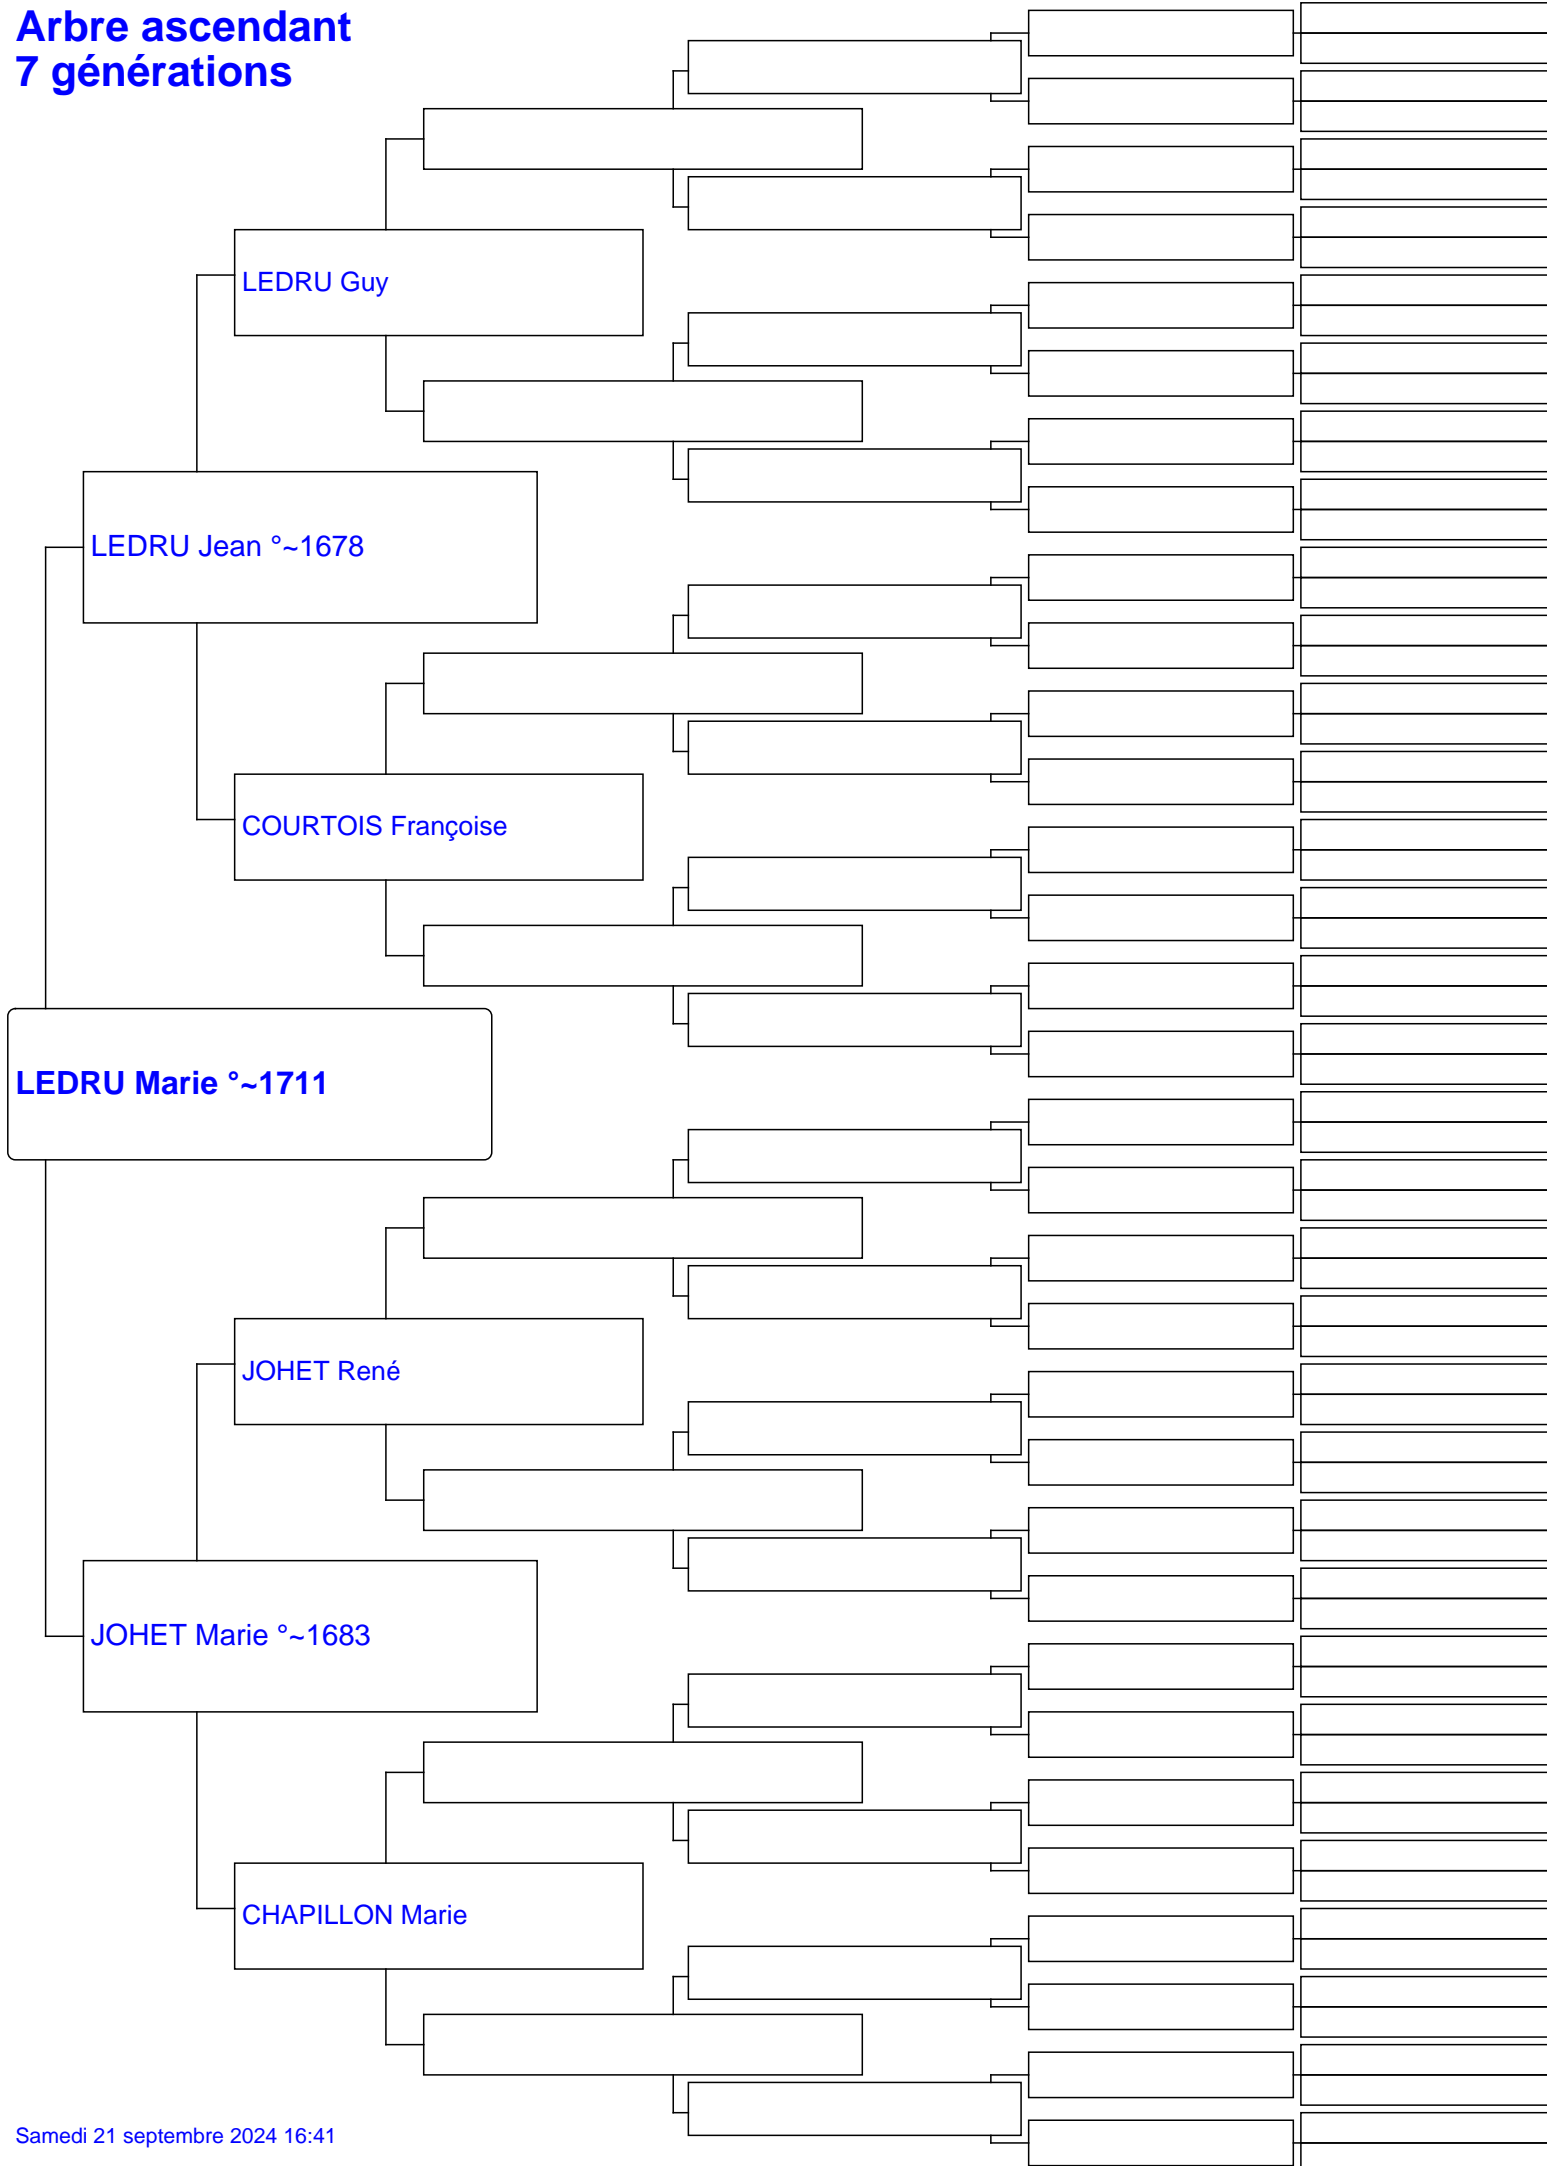 Arbre ascendant
7 générations
LEDRU Guy
LEDRU Jean °~1678
COURTOIS Françoise
LEDRU Marie °~1711
JOHET René
JOHET Marie °~1683
CHAPILLON Marie
Samedi 21 septembre 2024 16:41